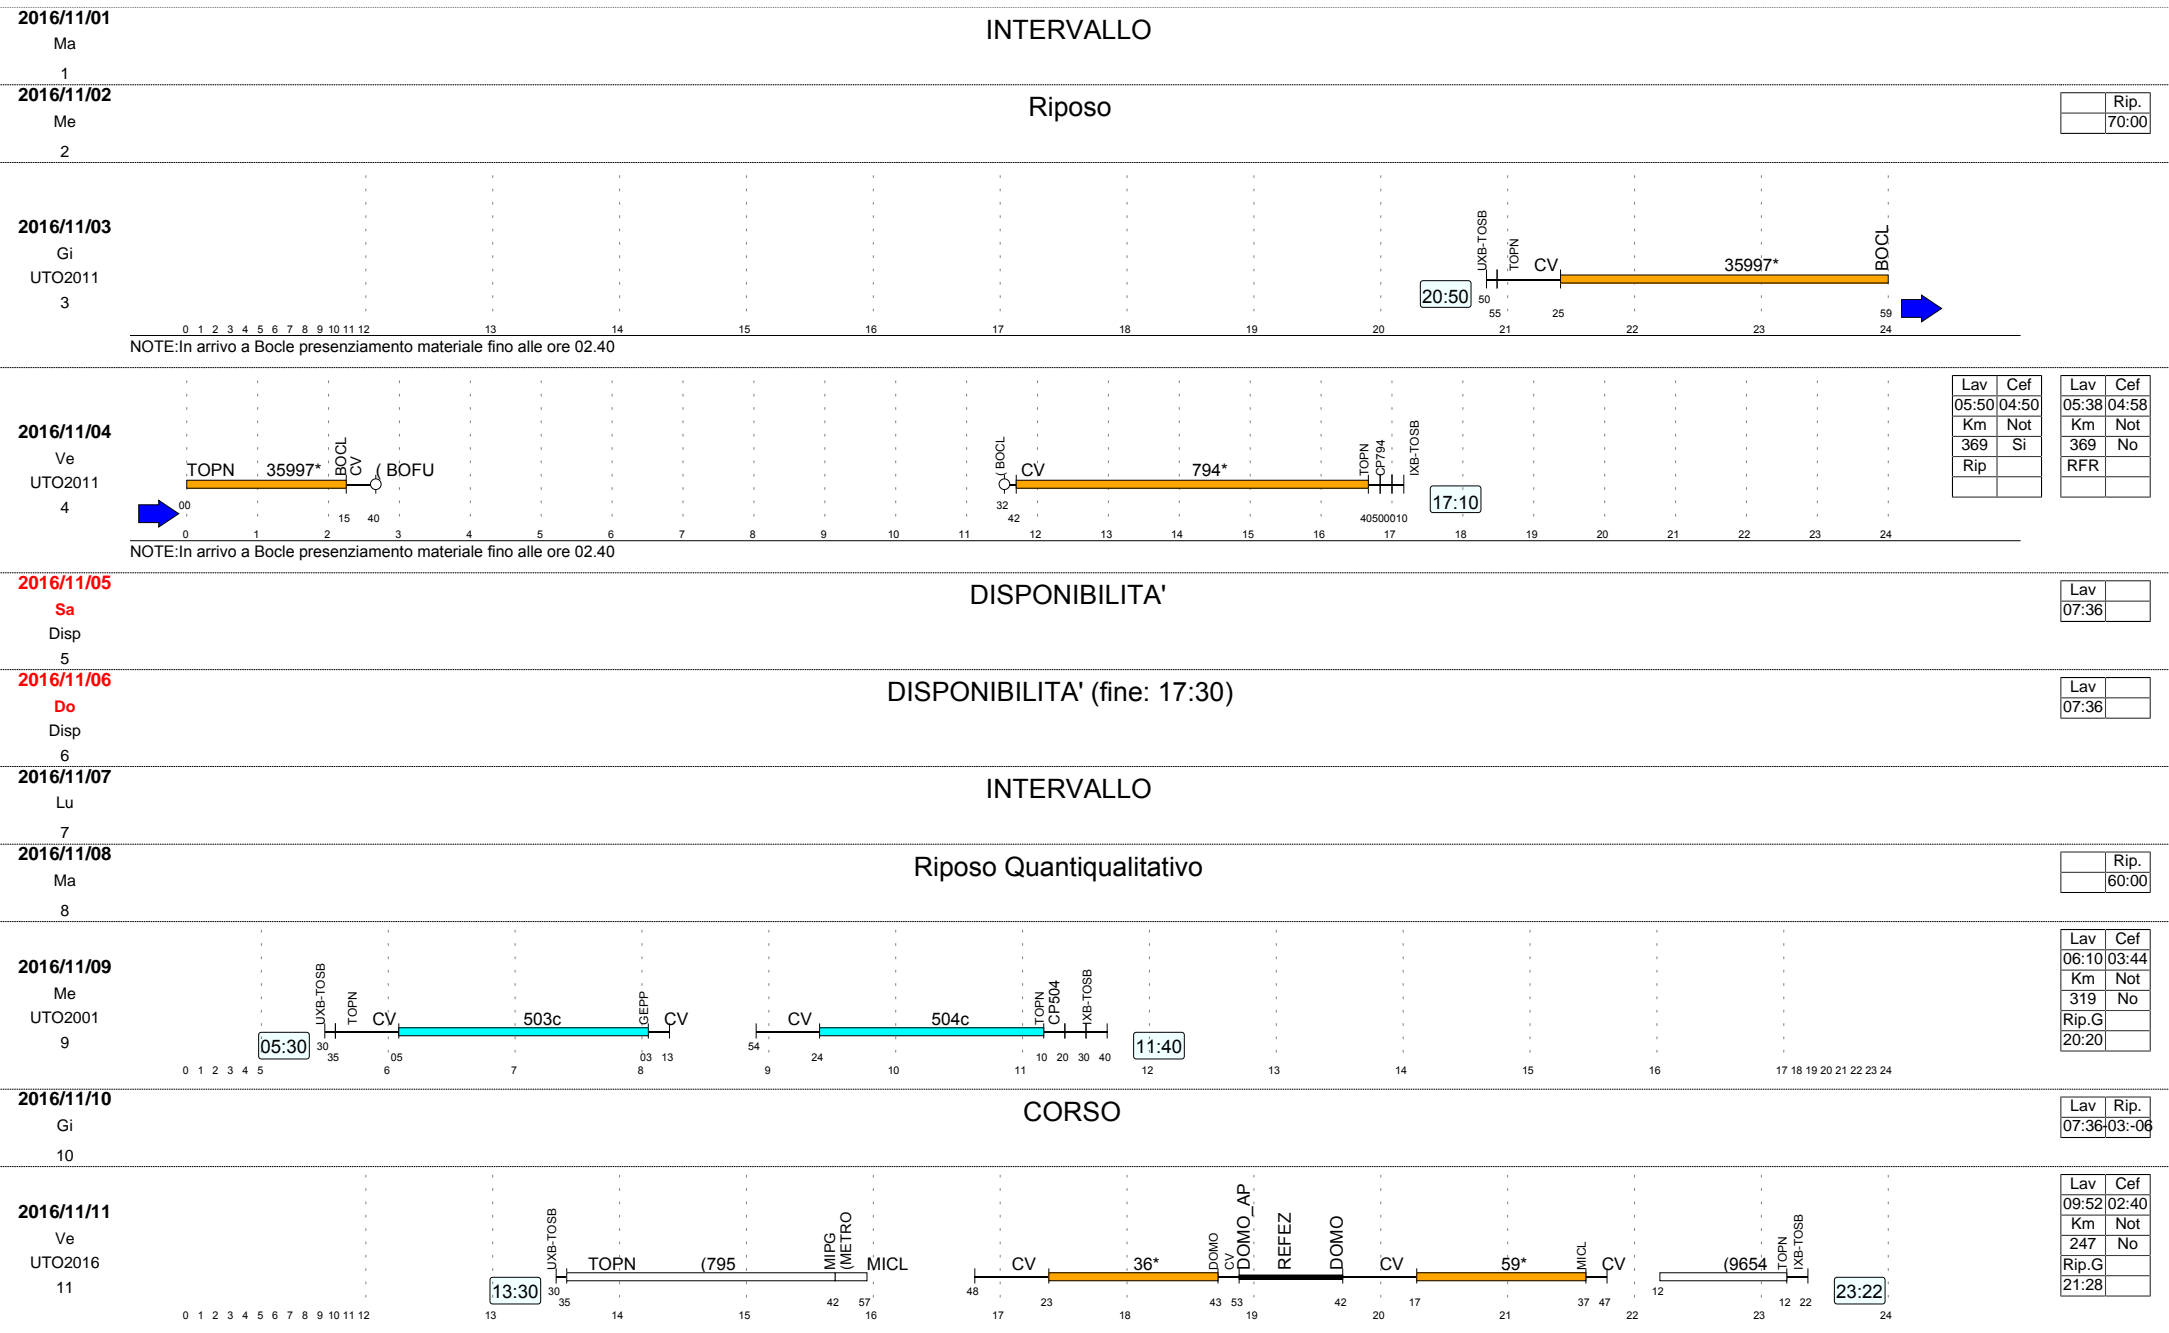 2016/11/01
Ma
1
INTERVALLO
2016/11/02
Me
2
Riposo
Rip.
70:00
2016/11/03
Gi
UTO2011
3
20:50
UXB-TOSB
TOPN
CV
35997*
BOCL
50
55
25
59
0 1 2 3 4 5 6 7 8 9 10 11 12 13 14 15 16 17 18 19 20 21 22 23 24
NOTE:In arrivo a Bocle presenziamento materiale fino alle ore 02.40
2016/11/04
Ve
UTO2011
4
TOPN
35997*
BOCL
CV
( BOFU
00
15
40
( BOCL
CV
794*
TOPN
CP794
IXB-TOSB
32
42
40500010
17:10
0 1 2 3 4 5 6 7 8 9 10 11 12 13 14 15 16 17 18 19 20 21 22 23 24
NOTE:In arrivo a Bocle presenziamento materiale fino alle ore 02.40
Lav Cef
05:50 04:50
Km Not
369 Si
Rip
Lav Cef
05:38 04:58
Km Not
369 No
RFR
2016/11/05
Sa
Disp
5
DISPONIBILITA'
Lav
07:36
2016/11/06
Do
Disp
6
DISPONIBILITA' (fine: 17:30)
Lav
07:36
2016/11/07
Lu
7
INTERVALLO
2016/11/08
Ma
8
Riposo Quantiqualitativo
Rip.
60:00
2016/11/09
Me
UTO2001
9
05:30
UXB-TOSB
TOPN
CV
503c
GEPP
CV
CV
504c
TOPN
CP504
IXB-TOSB
30
35
05
03
13
54
24
10
20
30
40
11:40
0 1 2 3 4 5 6 7 8 9 10 11 12 13 14 15 16 17 18 19 20 21 22 23 24
Lav Cef
06:10 03:44
Km Not
319 No
Rip.G
20:20
2016/11/10
Gi
10
CORSO
Lav Rip.
07:36 -03:-06
2016/11/11
Ve
UTO2016
11
13:30
UXB-TOSB
TOPN
(795
MIPG
(METRO
MICL
CV
36*
DOMO
CV
DOMO_AP
REFEZ
DOMO
CV
59*
MICL
CV
(9654
TOPN
IXB-TOSB
30
35
42
57
48
23
43
53
42
17
37
47
12
12
22
23:22
0 1 2 3 4 5 6 7 8 9 10 11 12 13 14 15 16 17 18 19 20 21 22 23 24
Lav Cef
09:52 02:40
Km Not
247 No
Rip.G
21:28